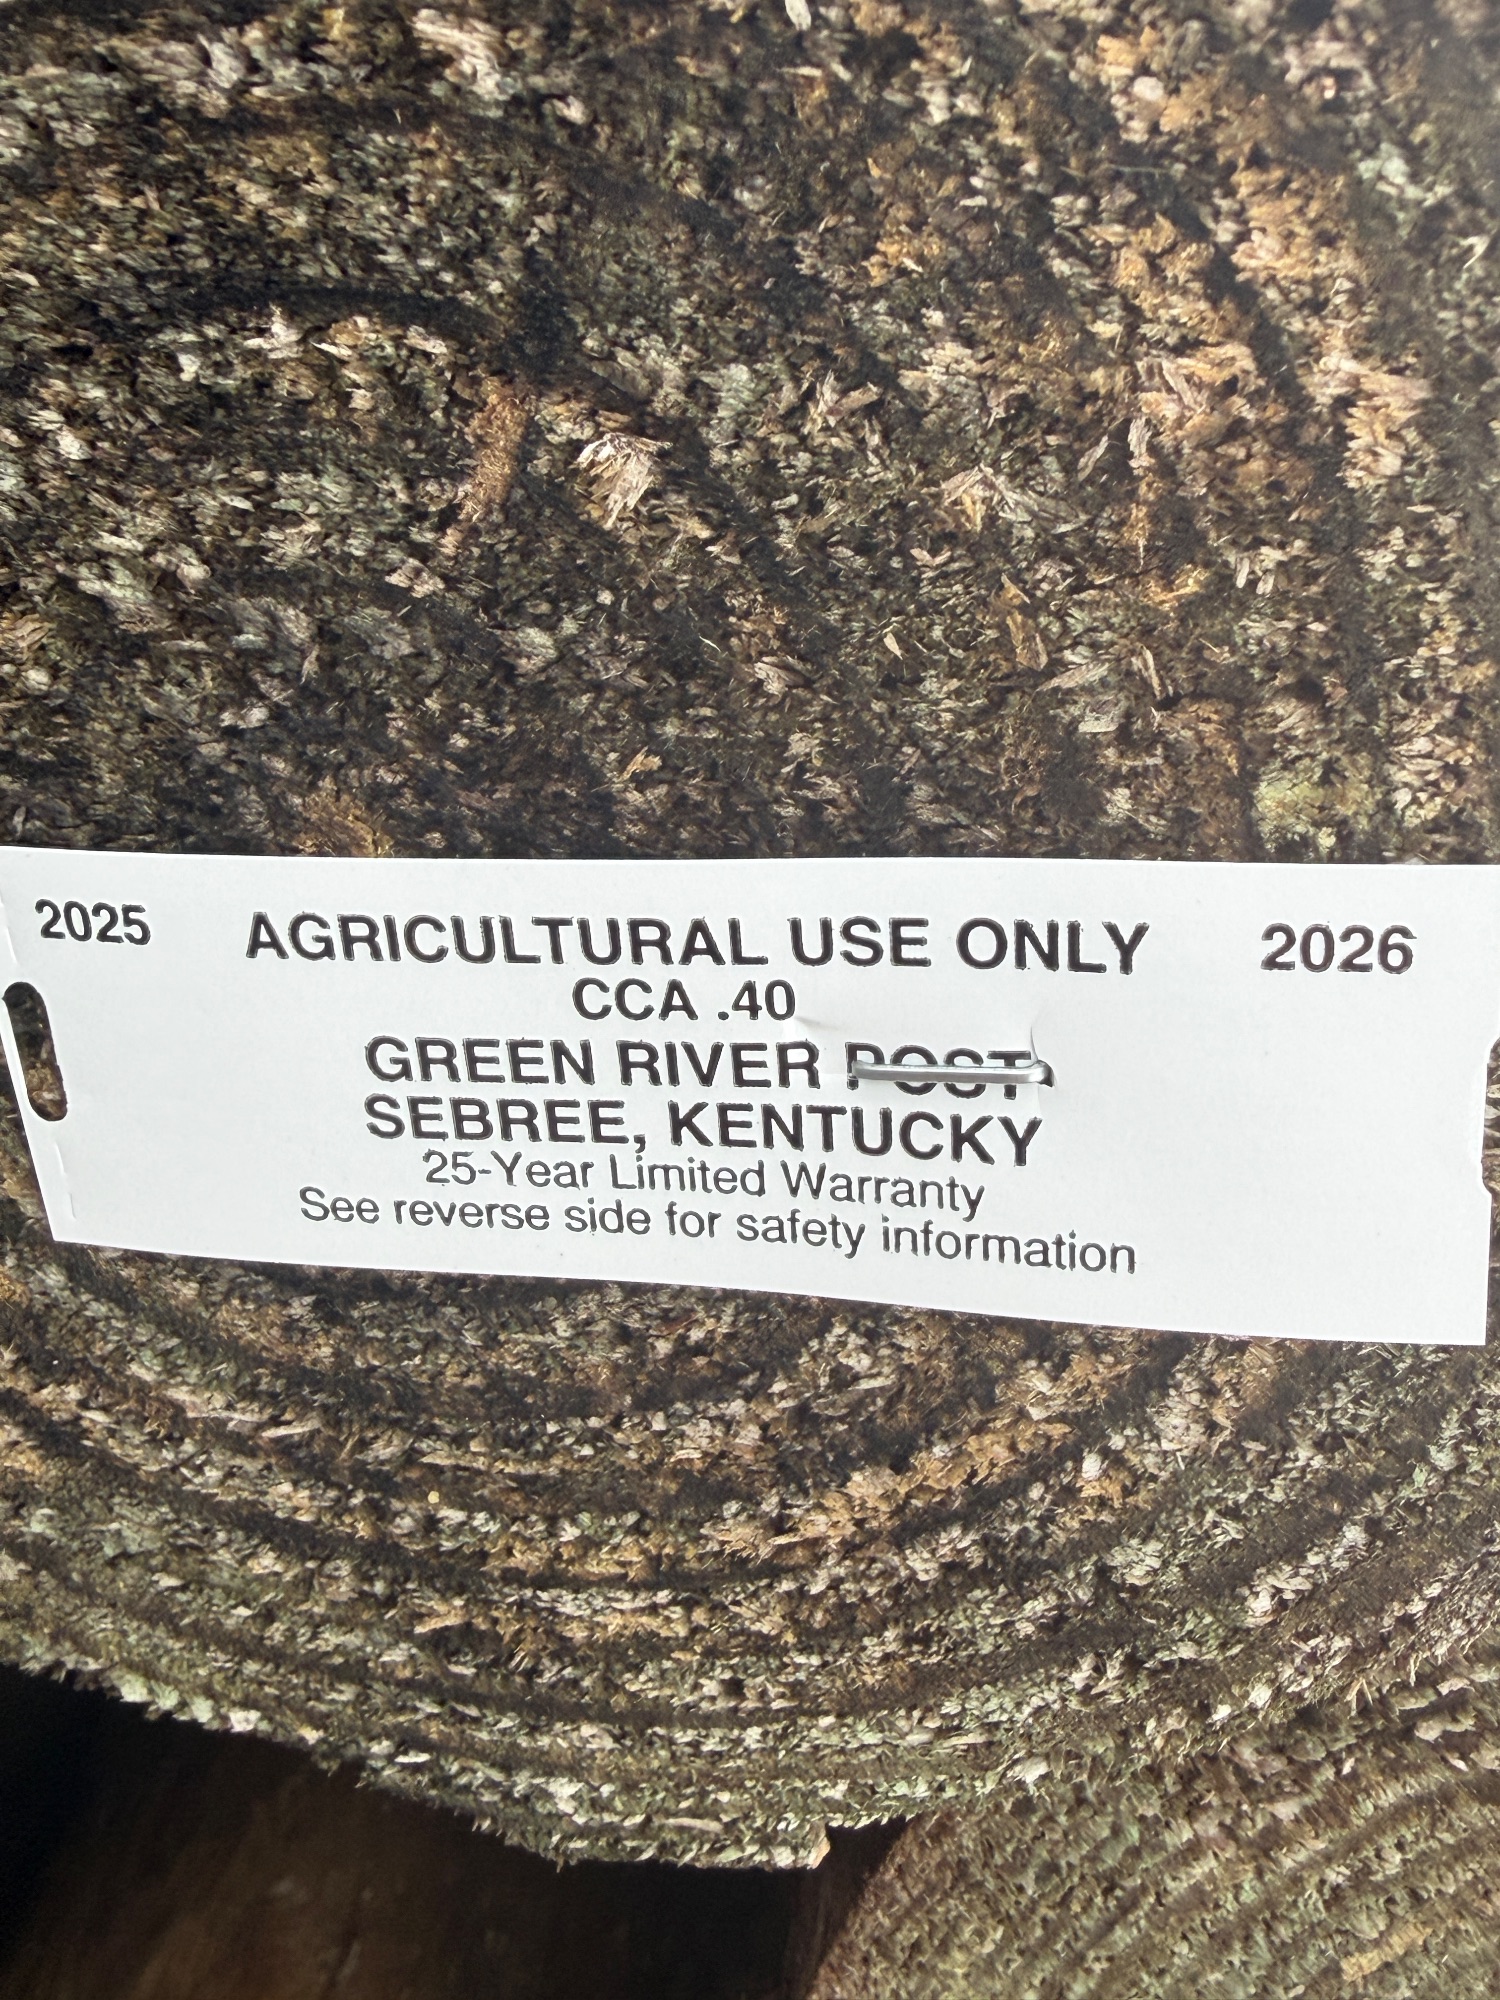 2025 AGRICULTURAL USE ONLY 2026
CCA .40
GREEN RIVER POST
SEBREE, KENTUCKY
25-Year Limited Warranty
See reverse side for safety information